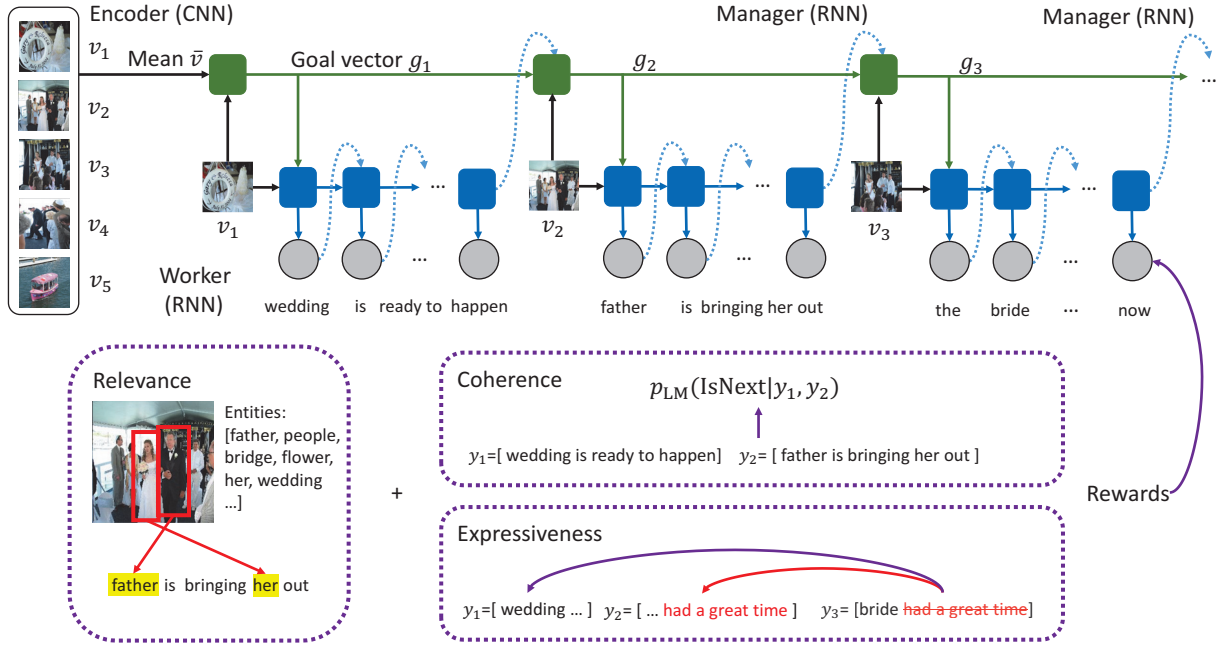 Encoder (CNN)
Manager (RNN)
Manager (RNN)
v₁
Mean v̄
Goal vector g₁
g₂
g₃
...
v₂
v₃
v₄
v₅
v₁
v₂
v₃
...
...
...
...
...
...
Worker
(RNN)
wedding is ready to happen
father is bringing her out
the bride ... now
Relevance
Entities:
[father, people,
bridge, flower,
her, wedding
...]
father is bringing her out
+
Coherence
p_LM(IsNext|y₁, y₂)
y₁=[ wedding is ready to happen] y₂= [ father is bringing her out ]
Rewards
Expressiveness
y₁=[ wedding ... ] y₂= [ ... had a great time ] y₃= [bride had a great time]